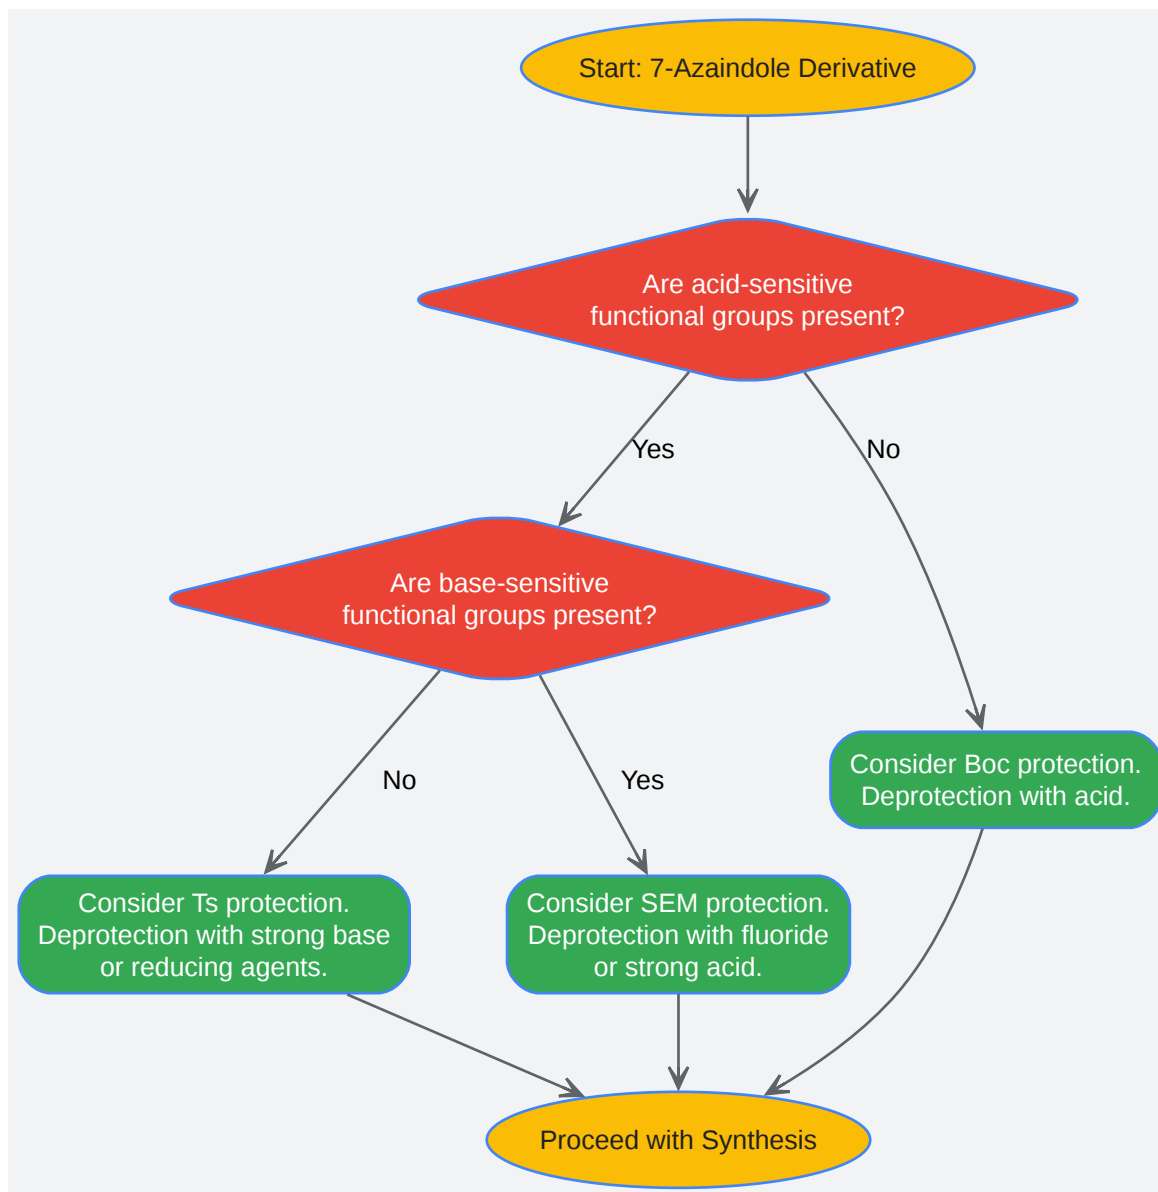 Start: 7-Azaindole Derivative
Are acid-sensitive
functional groups present?
Yes
No
Are base-sensitive
functional groups present?
Consider Boc protection.
Deprotection with acid.
No
Yes
Consider Ts protection.
Deprotection with strong base
or reducing agents.
Consider SEM protection.
Deprotection with fluoride
or strong acid.
Proceed with Synthesis